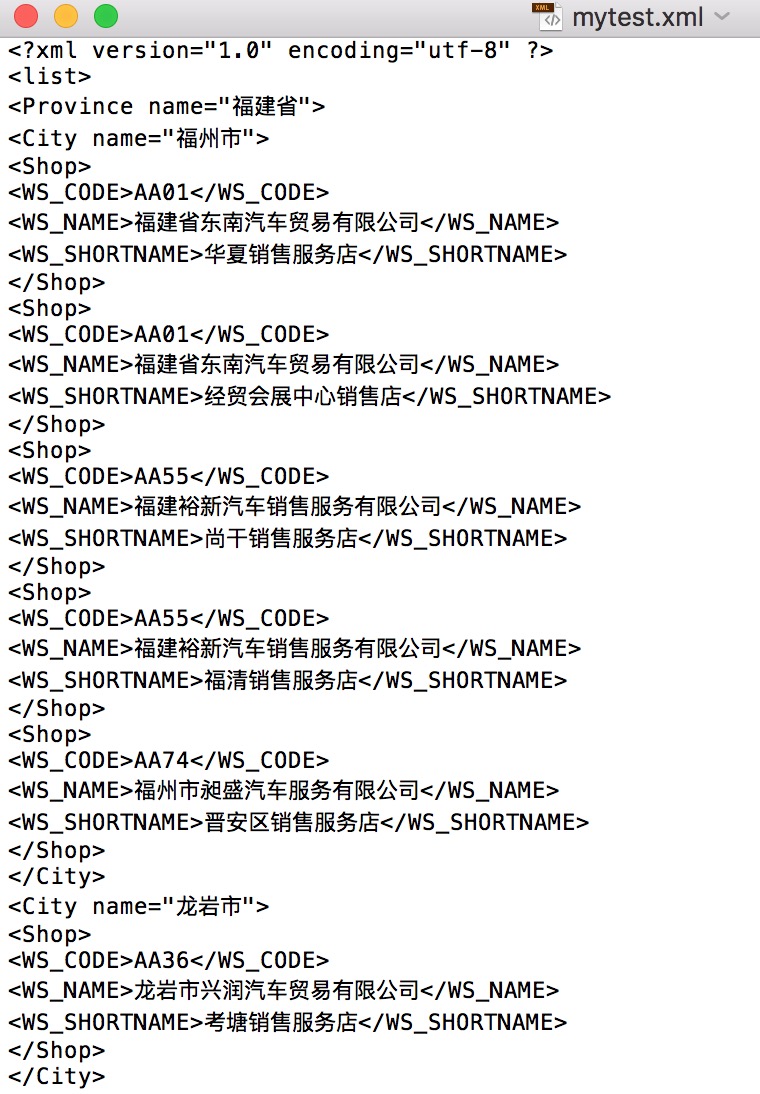 XML
mytest.xml
<?xml version="1.0" encoding="utf-8" ?>
<list>
<Province name="福建省">
<City name="福州市">
<Shop>
<WS_CODE>AA01</WS_CODE>
<WS_NAME>福建省东南汽车贸易有限公司</WS_NAME>
<WS_SHORTNAME>华夏销售服务店</WS_SHORTNAME>
</Shop>
<Shop>
<WS_CODE>AA01</WS_CODE>
<WS_NAME>福建省东南汽车贸易有限公司</WS_NAME>
<WS_SHORTNAME>经贸会展中心销售店</WS_SHORTNAME>
</Shop>
<Shop>
<WS_CODE>AA55</WS_CODE>
<WS_NAME>福建裕新汽车销售服务有限公司</WS_NAME>
<WS_SHORTNAME>尚干销售服务店</WS_SHORTNAME>
</Shop>
<Shop>
<WS_CODE>AA55</WS_CODE>
<WS_NAME>福建裕新汽车销售服务有限公司</WS_NAME>
<WS_SHORTNAME>福清销售服务店</WS_SHORTNAME>
</Shop>
<Shop>
<WS_CODE>AA74</WS_CODE>
<WS_NAME>福州市昶盛汽车服务有限公司</WS_NAME>
<WS_SHORTNAME>晋安区销售服务店</WS_SHORTNAME>
</Shop>
</City>
<City name="龙岩市">
<Shop>
<WS_CODE>AA36</WS_CODE>
<WS_NAME>龙岩市兴润汽车贸易有限公司</WS_NAME>
<WS_SHORTNAME>考塘销售服务店</WS_SHORTNAME>
</Shop>
</City>